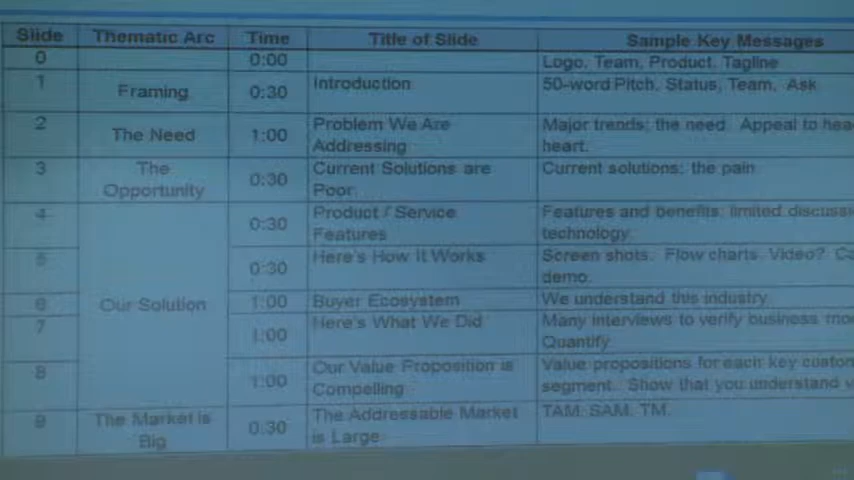 Slide Thematic Arc Time Title of Slide Sample Key Messages
0 0:00 Logo, Team, Product, Tagline
1 Framing 0:30 Introduction 50-word Pitch, Status, Team, Ask
2 The Need 1:00 Problem We Are Major trends; the need. Appeal to
Addressing heart.
3 The 0:30 Current Solutions are Current solutions: the pain
Opportunity Poor.
4 0:30 Product / Service Features and benefits: limited
Features technology.
5 0:30 Here's How It Works Screen shots. Flow charts. Video?
demo.
6 Our Solution 1:00 Buyer Ecosystem We understand this industry.
7 1:00 Here's What We Did Many interviews to verify business
Quantify.
8 1:00 Our Value Proposition is Value propositions for each key
Compelling segment. Show that you understand
9 The Market is 0:30 The Addressable Market TAM. SAM. TM.
Big is Large